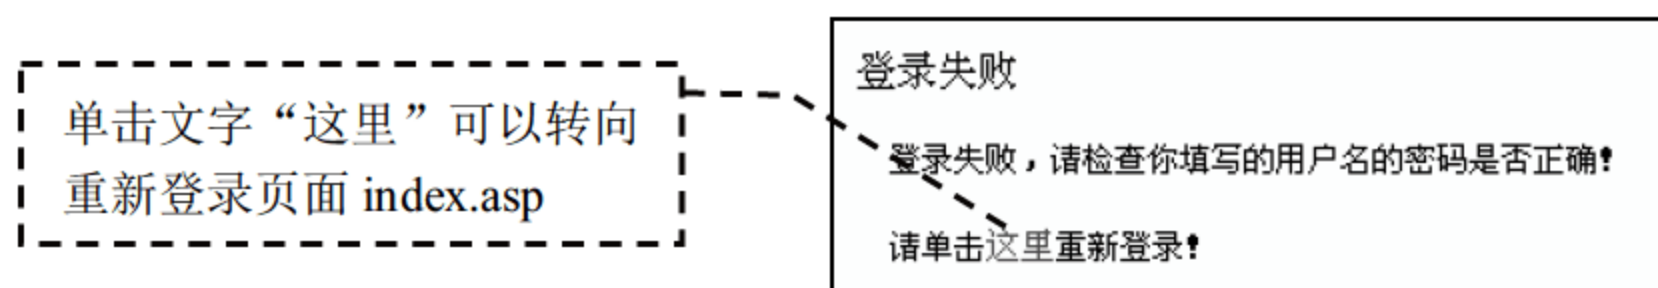 单击文字“这里”可以转向
重新登录页面 index.asp
登录失败
登录失败，请检查你填写的用户名的密码是否正确！
请单击这里重新登录！